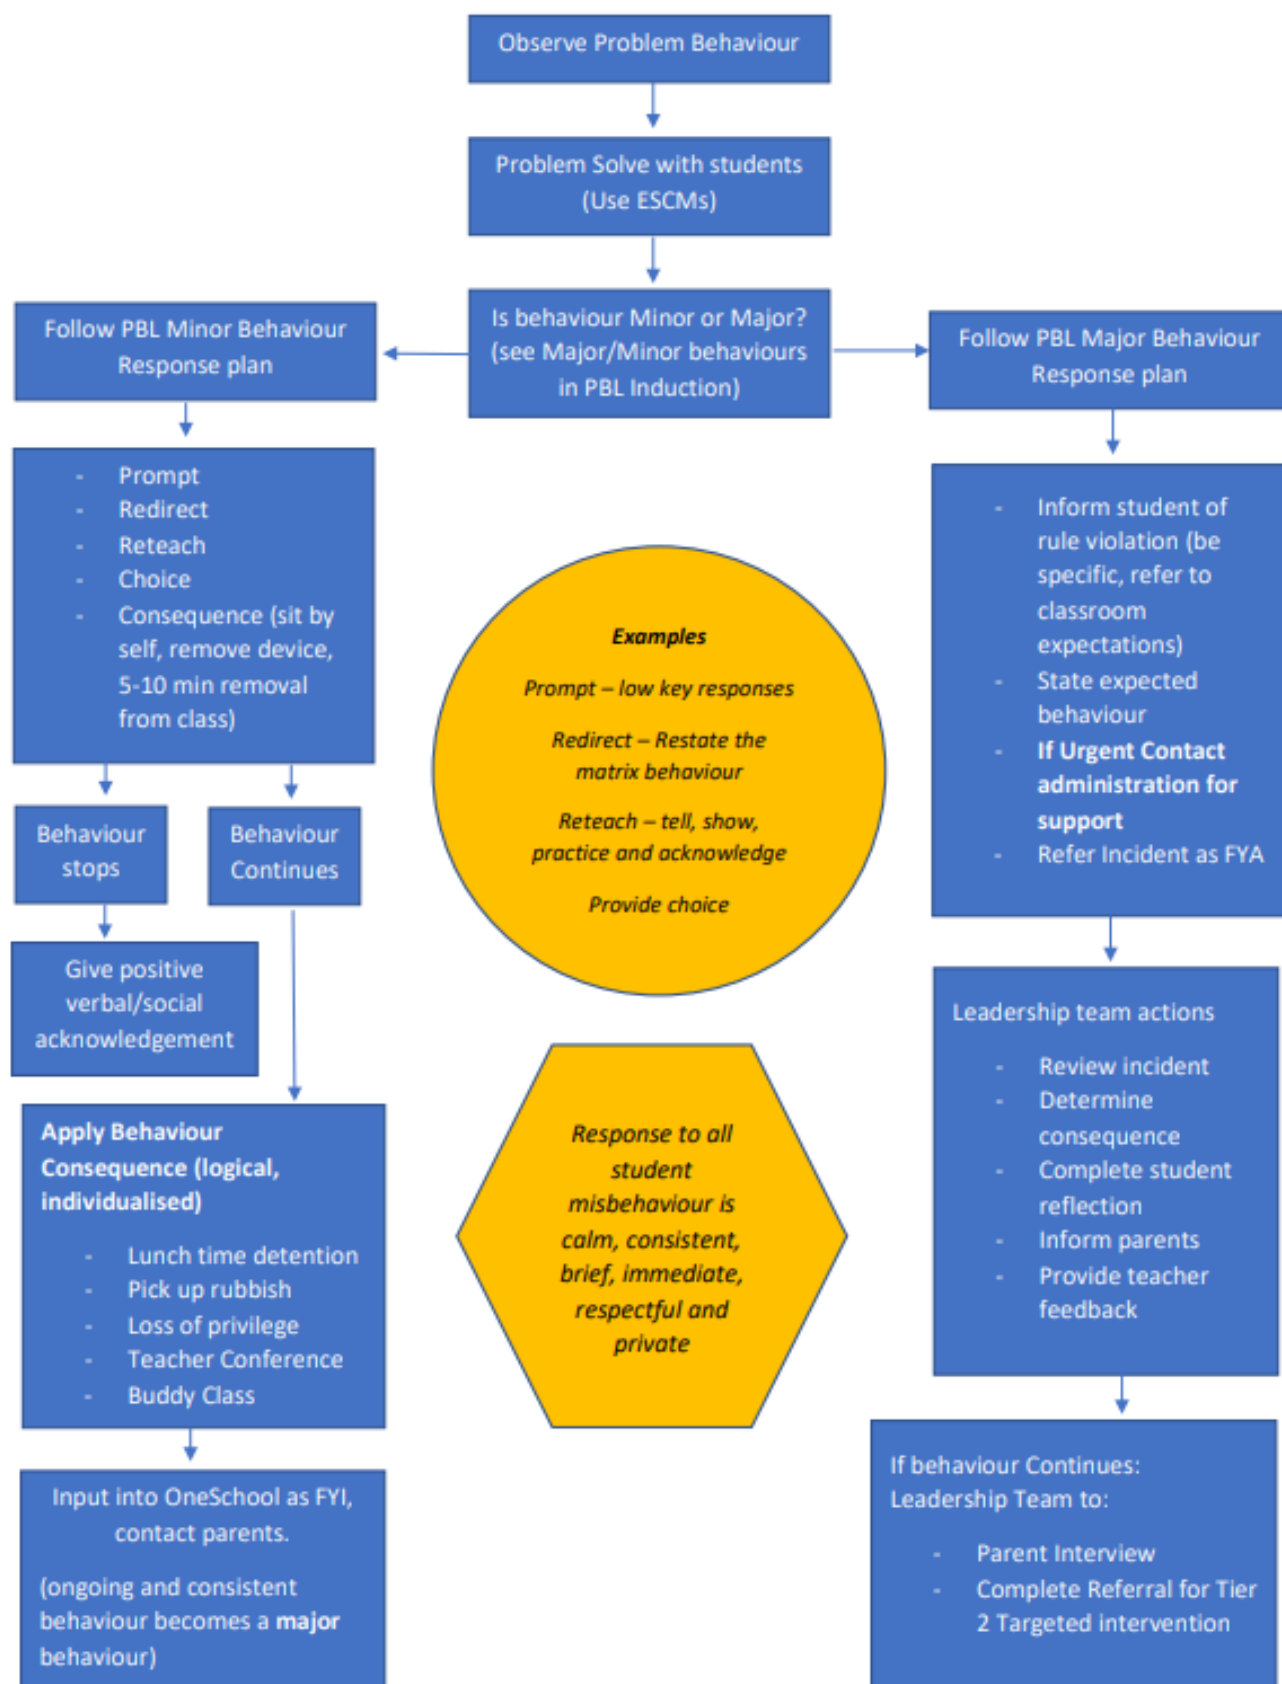 Observe Problem Behaviour
Problem Solve with students
(Use ESCMs)
Is behaviour Minor or Major?
(see Major/Minor behaviours
in PBL Induction)
Follow PBL Minor Behaviour
Response plan
- Prompt
- Redirect
- Reteach
- Choice
- Consequence (sit by
self, remove device,
5-10 min removal
from class)
Behaviour
stops
Behaviour
Continues
Give positive
verbal/social
acknowledgement
Apply Behaviour
Consequence (logical,
individualised)
- Lunch time detention
- Pick up rubbish
- Loss of privilege
- Teacher Conference
- Buddy Class
Input into OneSchool as FYI,
contact parents.
(ongoing and consistent
behaviour becomes a major
behaviour)
Examples
Prompt – low key responses
Redirect – Restate the
matrix behaviour
Reteach – tell, show,
practice and acknowledge
Provide choice
Response to all
student
misbehaviour is
calm, consistent,
brief, immediate,
respectful and
private
Follow PBL Major Behaviour
Response plan
- Inform student of
rule violation (be
specific, refer to
classroom
expectations)
- State expected
behaviour
- If Urgent Contact
administration for
support
- Refer Incident as FYA
Leadership team actions
- Review incident
- Determine
consequence
- Complete student
reflection
- Inform parents
- Provide teacher
feedback
If behaviour Continues:
Leadership Team to:
- Parent Interview
- Complete Referral for Tier
2 Targeted intervention